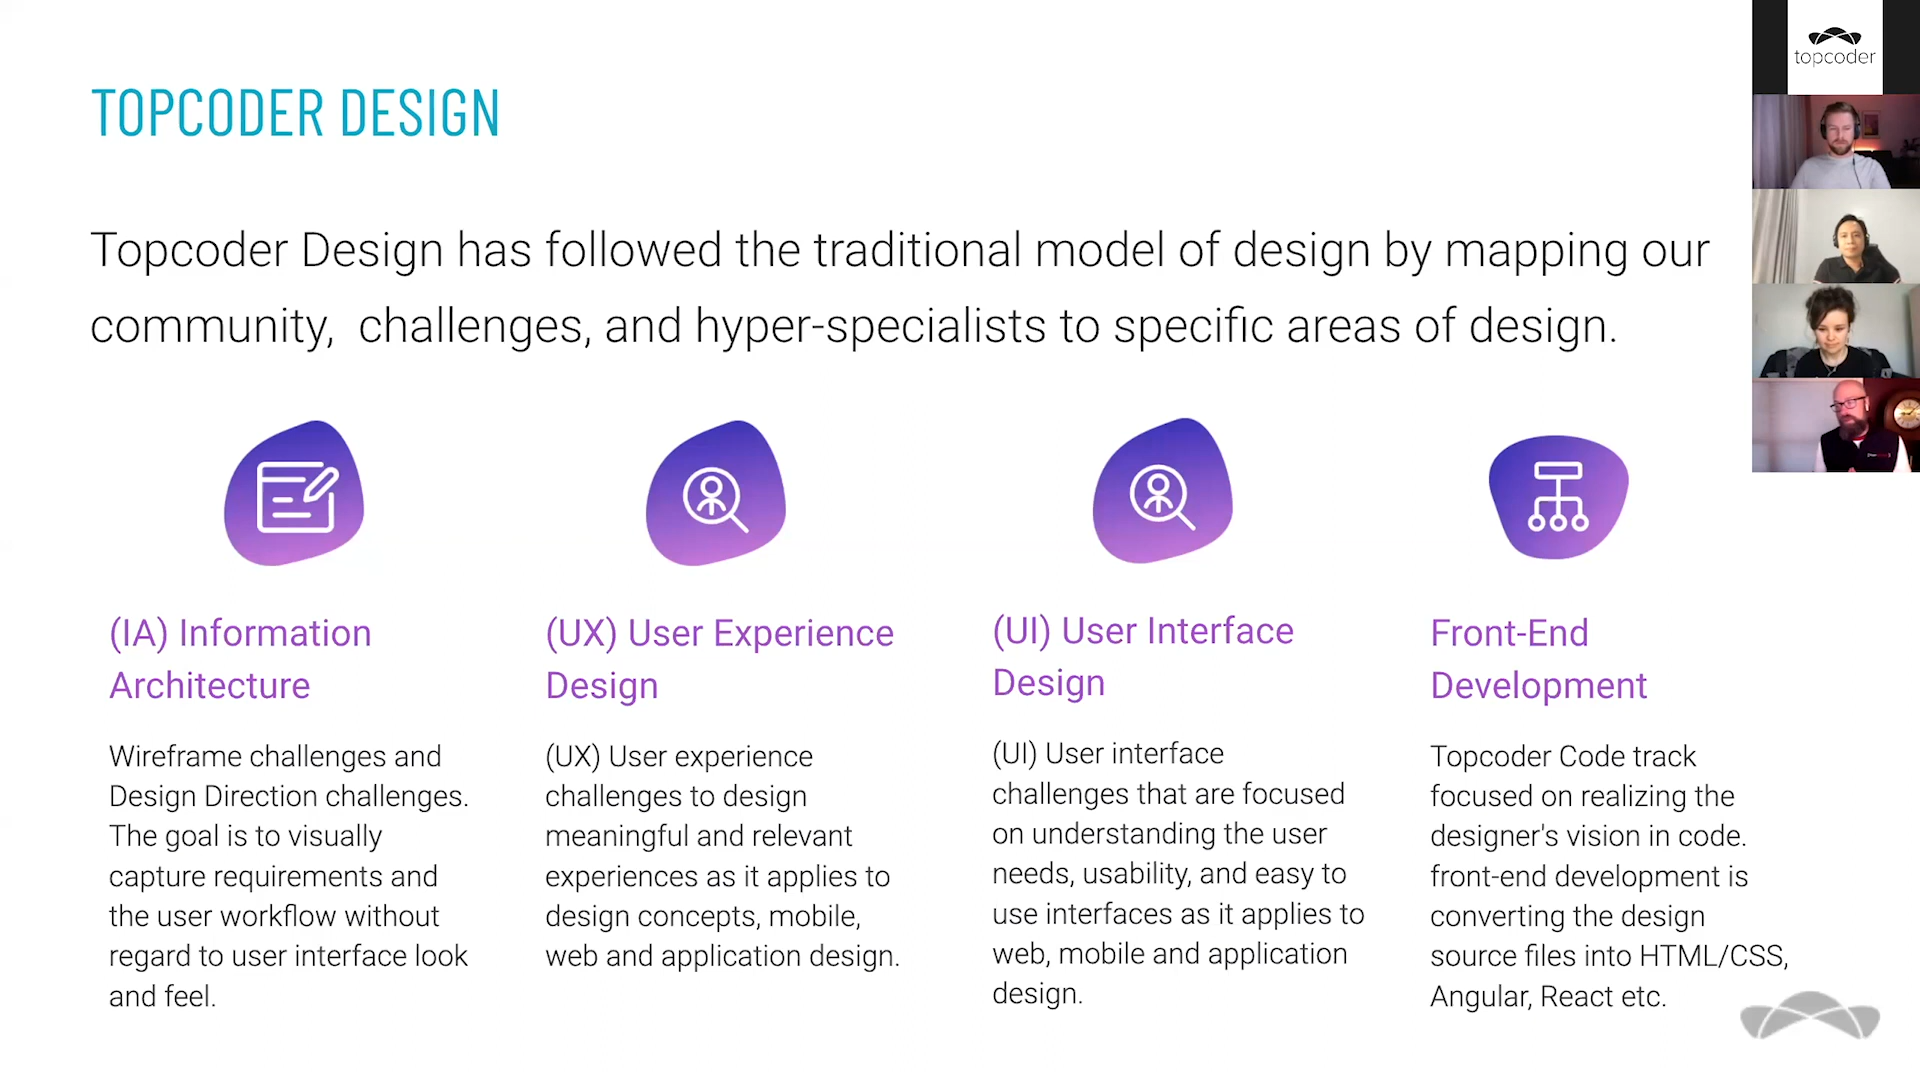 TOPCODER DESIGN
Topcoder Design has followed the traditional model of design by mapping our
community, challenges, and hyper-specialists to specific areas of design.
(IA) Information
Architecture
Wireframe challenges and
Design Direction challenges.
The goal is to visually
capture requirements and
the user workflow without
regard to user interface look
and feel.
(UX) User Experience
Design
(UX) User experience
challenges to design
meaningful and relevant
experiences as it applies to
design concepts, mobile,
web and application design.
(UI) User Interface
Design
(UI) User interface
challenges that are focused
on understanding the user
needs, usability, and easy to
use interfaces as it applies to
web, mobile and application
design.
Front-End
Development
Topcoder Code track
focused on realizing the
designer's vision in code.
front-end development is
converting the design
source files into HTML/CSS,
Angular, React etc.
topcoder